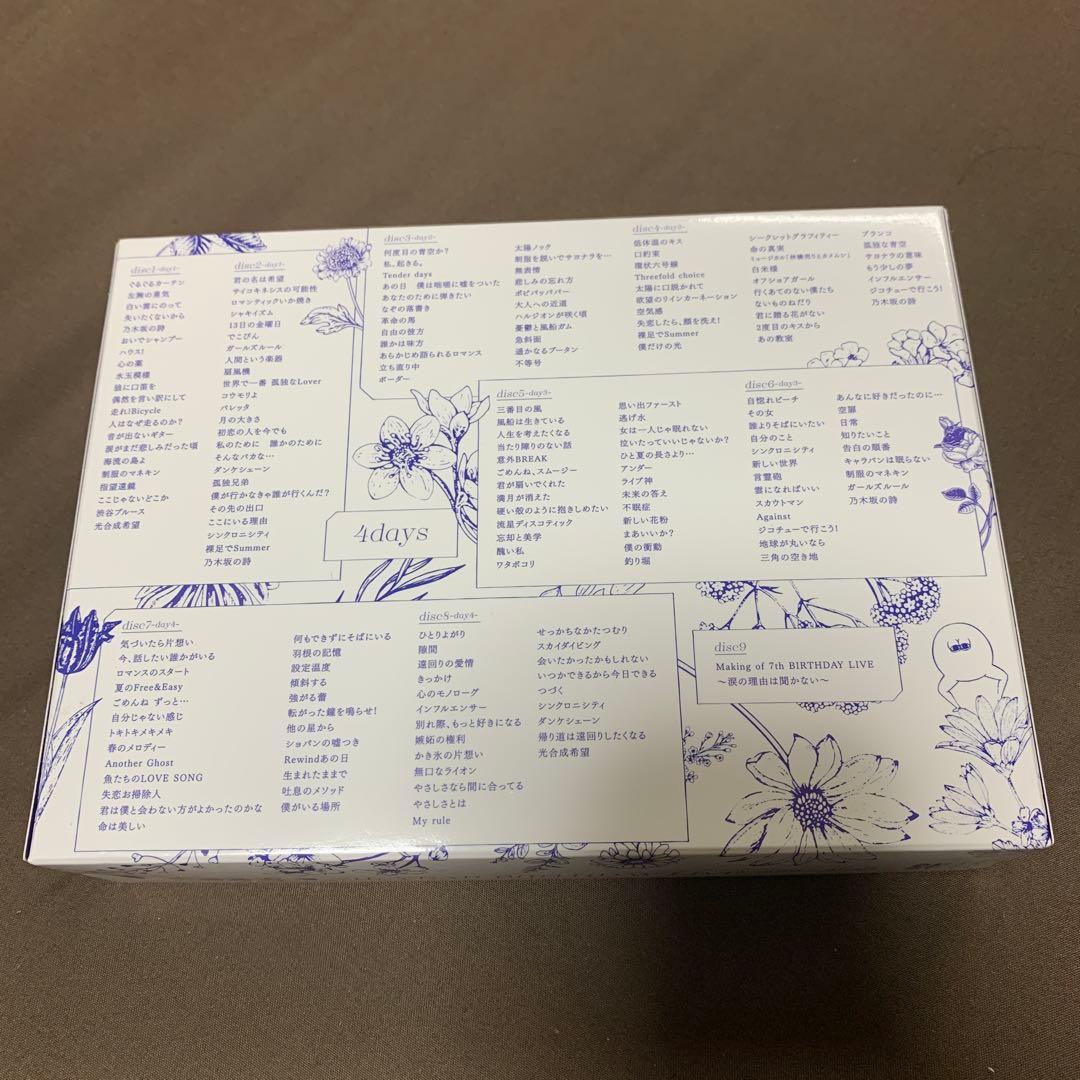 disc1-day1-
ぐるぐるカーテン
左胸の勇気
白い雲にのって
失いたくないから
乃木坂の詩
おいでシャンプー
ハウス!
心の薬
水玉模様
狼に口笛を
偶然を言い訳にして
走れ!Bicycle
人はなぜ走るのか?
音が出ないギター
涙がまだ悲しみだった頃
海流の島よ
制服のマネキン
指望遠鏡
ここじゃないどこか
渋谷ブルース
光合成希望
disc2-day1-
君の名は希望
サイコキネシスの可能性
ロマンティックいか焼き
シャキイズム
13日の金曜日
でこぴん
ガールズルール
人間という楽器
扇風機
世界で一番 孤独なLover
コウモリよ
バレッタ
月の大きさ
初恋の人を今でも
私のために 誰かのために
そんなバカな…
ダンケシェーン
孤独兄弟
僕が行かなきゃ誰が行くんだ?
その先の出口
ここにいる理由
シンクロニシティ
裸足でSummer
乃木坂の詩
disc3-day2-
何度目の青空か?
私、起きる。
Tender days
あの日 僕は咄嗟に嘘をついた
あなたのために弾きたい
なぞの落書き
革命の馬
自由の彼方
誰かは味方
あらかじめ語られるロマンス
立ち直り中
ボーダー
太陽ノック
制服を脱いでサヨナラを…
無表情
悲しみの忘れ方
ポピパッパパー
大人への近道
ハルジオンが咲く頃
憂鬱と風船ガム
急斜面
遥かなるブータン
不等号
disc4-day2-
低体温のキス
口約束
環状六号線
Threefold choice
太陽に口説かれて
欲望のリインカーネーション
空気感
失恋したら、顔を洗え!
裸足でSummer
僕だけの光
シークレットグラフィティー
命の真実
ミュージカル「林檎売りとカメムシ」
白米様
オフショアガール
行くあてのない僕たち
ないものねだり
君に贈る花がない
2度目のキスから
あの教室
ブランコ
孤独な青空
サヨナラの意味
もう少しの夢
インフルエンサー
ジコチューで行こう!
乃木坂の詩
4days
disc5-day3-
三番目の風
風船は生きている
人生を考えたくなる
当たり障りのない話
意外BREAK
ごめんね、スムージー
君が扇いでくれた
満月が消えた
硬い殻のように抱きしめたい
流星ディスコティック
忘却と美学
醜い私
ワタボコリ
思い出ファースト
逃げ水
女は一人じゃ眠れない
泣いたっていいじゃないか?
ひと夏の長さより…
アンダー
ライブ神
未来の答え
不眠症
新しい花粉
まあいいか?
僕の衝動
釣り堀
disc6-day3-
自惚れビーチ
その女
誰よりそばにいたい
自分のこと
シンクロニシティ
新しい世界
言霊砲
雲になればいい
スカウトマン
Against
ジコチューで行こう!
地球が丸いなら
三角の空き地
あんなに好きだったのに…
空扉
日常
知りたいこと
告白の順番
キャラバンは眠らない
制服のマネキン
ガールズルール
乃木坂の詩
disc7-day4-
気づいたら片想い
今、話したい誰かがいる
ロマンスのスタート
夏のFree&Easy
ごめんね ずっと…
自分じゃない感じ
トキトキメキメキ
春のメロディー
Another Ghost
魚たちのLOVE SONG
失恋お掃除人
君は僕と会わない方がよかったのかな
命は美しい
何もできずにそばにいる
羽根の記憶
設定温度
傾斜する
強がる蕾
転がった鐘を鳴らせ!
他の星から
ショパンの嘘つき
Rewindあの日
生まれたままで
吐息のメソッド
僕がいる場所
disc8-day4-
ひとりよがり
隙間
遠回りの愛情
きっかけ
心のモノローグ
インフルエンサー
別れ際、もっと好きになる
嫉妬の権利
かき氷の片想い
無口なライオン
やさしさなら間に合ってる
やさしさとは
My rule
せっかちなかたつむり
スカイダイビング
会いたかったかもしれない
いつかできるから今日できる
つづく
シンクロニシティ
ダンケシェーン
帰り道は遠回りしたくなる
光合成希望
disc9
Making of 7th BIRTHDAY LIVE
〜涙の理由は聞かない〜